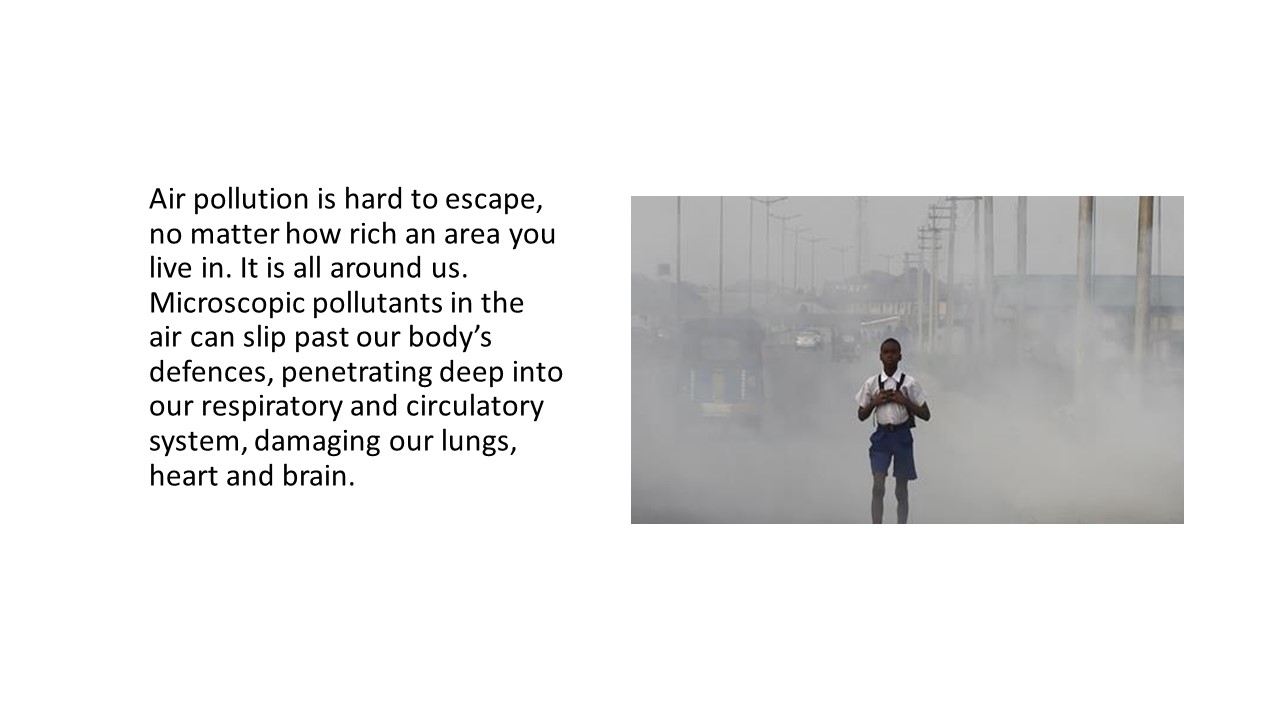 Air pollution is hard to escape,
no matter how rich an area you
live in. It is all around us.
Microscopic pollutants in the
air can slip past our body’s
defences, penetrating deep into
our respiratory and circulatory
system, damaging our lungs,
heart and brain.